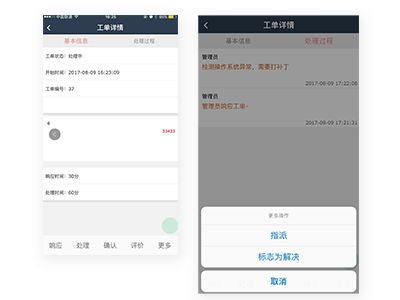 中国联通
16:25
工单详情
基本信息
处理过程
工单状态: 处理中
开始时间: 2017-08-09 16:23:09
工单编号: 37
4
33433
响应时间: 30分
处理时间: 60分
响应 处理 确认 评价 更多
工单详情
基本信息
处理过程
管理员
检测操作系统异常，需要打补丁
2017-08-09 17:22:08
管理员
管理员响应工单~
2017-08-09 17:21:31
更多操作
指派
标志为解决
取消